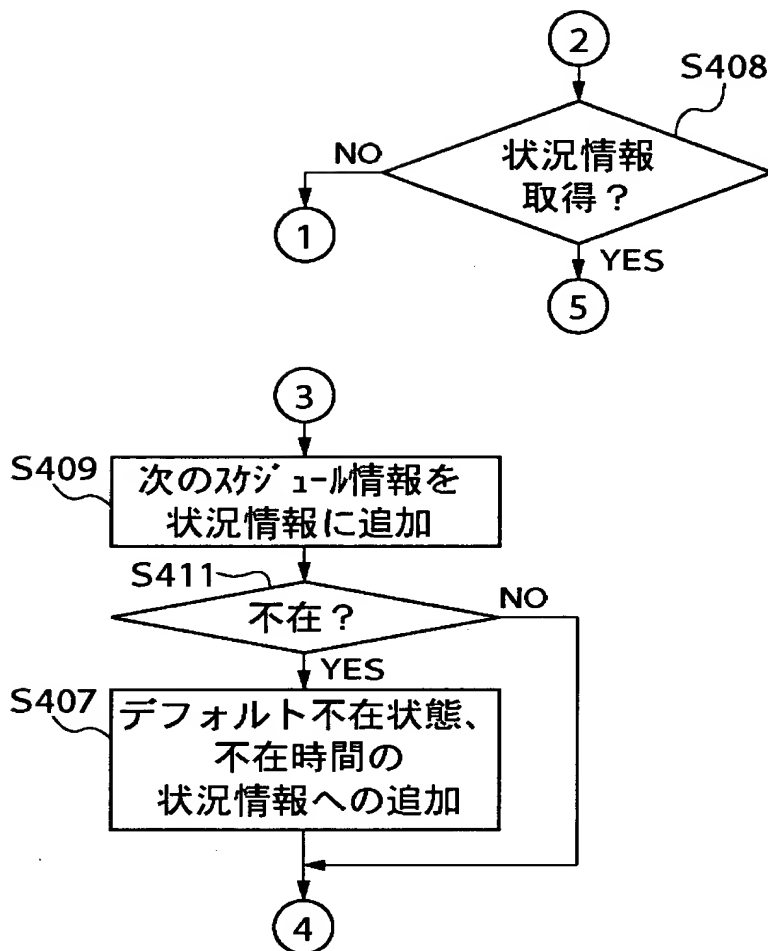 2
S408
状況情報
取得？
NO
1
YES
5
3
S409
次のｽｹｼﾞｭｰﾙ情報を
状況情報に追加
S411
不在？
NO
YES
S407
デフォルト不在状態、
不在時間の
状況情報への追加
4